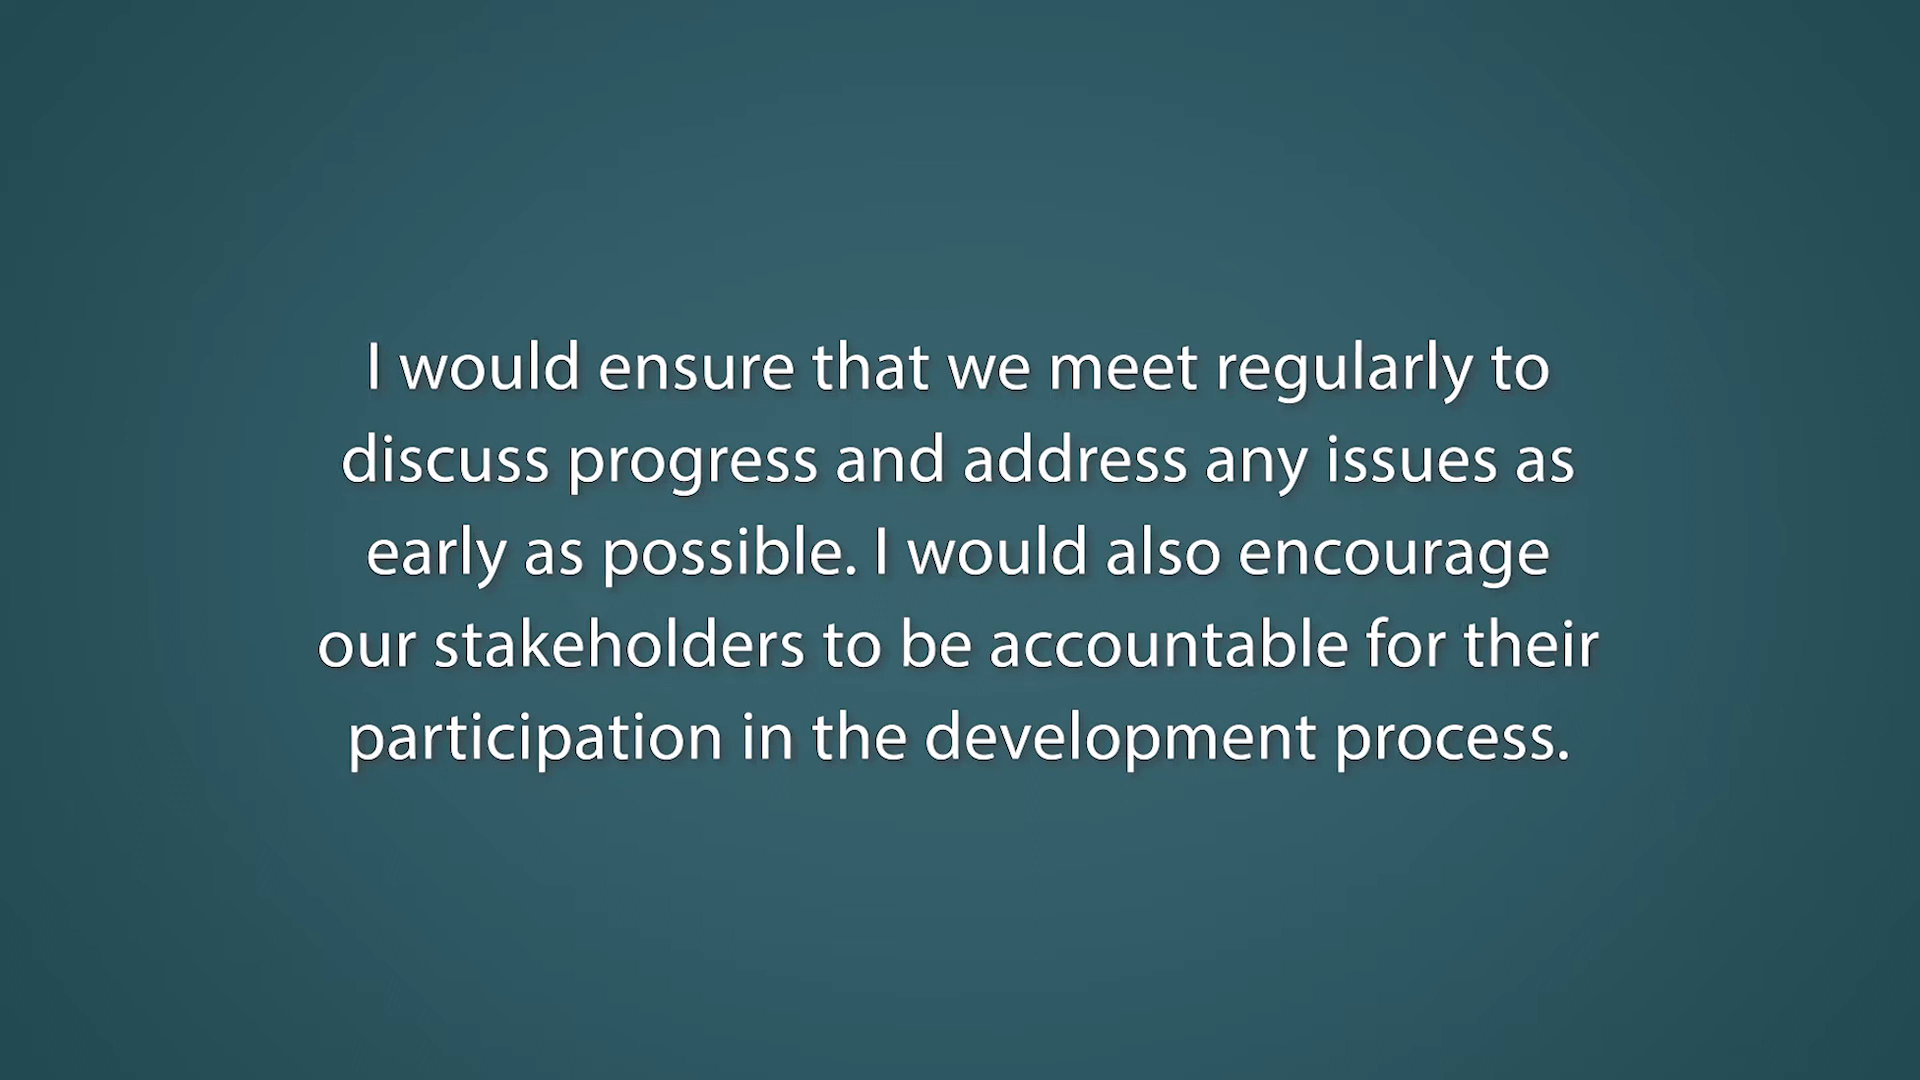 I would ensure that we meet regularly to
discuss progress and address any issues as
early as possible. I would also encourage
our stakeholders to be accountable for their
participation in the development process.